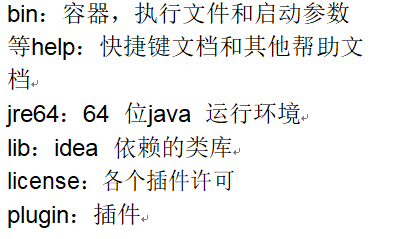 bin：容器，执行文件和启动参数
等help：快捷键文档和其他帮助文
档
jre64：64 位java 运行环境
lib：idea 依赖的类库
license：各个插件许可
plugin：插件